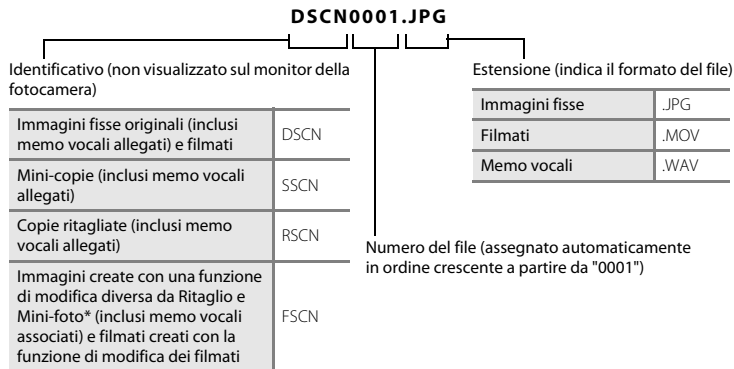 DSCN0001.JPG
Identificativo (non visualizzato sul monitor della
fotocamera)
Immagini fisse originali (inclusi
memo vocali allegati) e filmati
DSCN
Mini-copie (inclusi memo vocali
allegati)
SSCN
Copie ritagliate (inclusi memo
vocali allegati)
RSCN
Immagini create con una funzione
di modifica diversa da Ritaglio e
Mini-foto* (inclusi memo vocali
associati) e filmati creati con la
funzione di modifica dei filmati
FSCN
Estensione (indica il formato del file)
Immagini fisse
.JPG
Filmati
.MOV
Memo vocali
.WAV
Numero del file (assegnato automaticamente
in ordine crescente a partire da "0001")